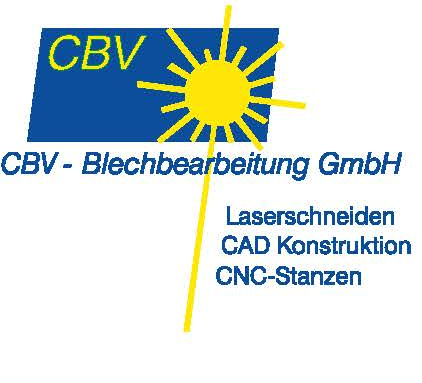 CBV
CBV - Blechbearbeitung GmbH
Laserschneiden
CAD Konstruktion
CNC-Stanzen